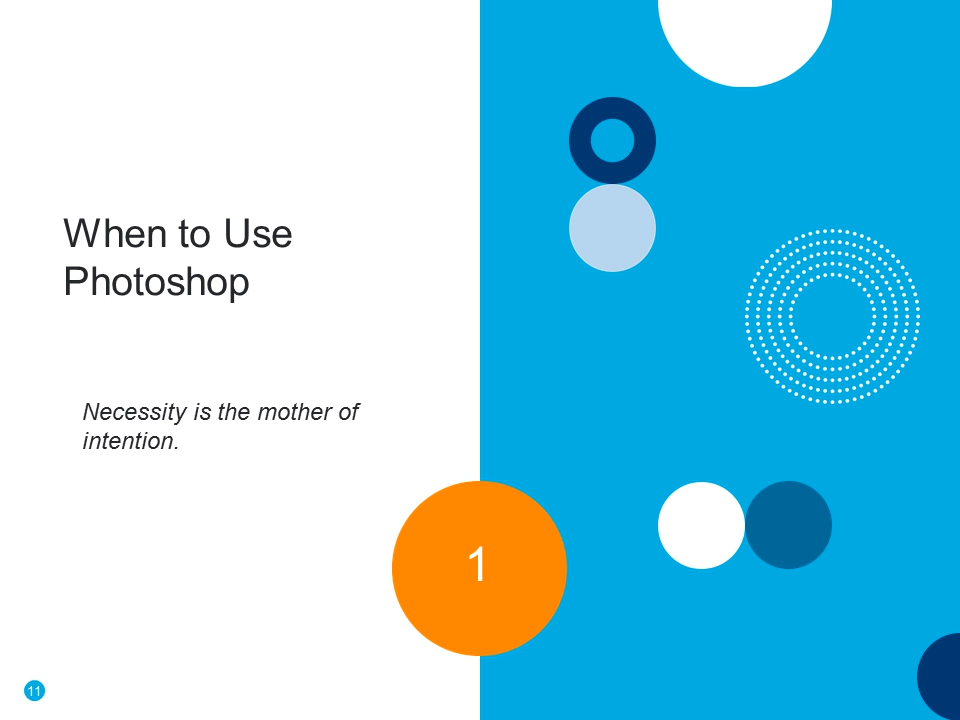 When to Use
Photoshop
Necessity is the mother of
intention.
1
11